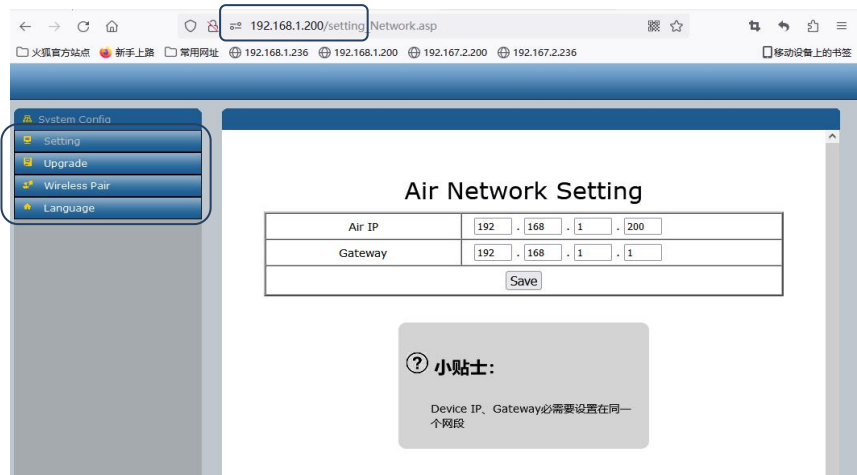 192.168.1.200/setting_Network.asp
火狐官方站点 新手上路 常用网址 192.168.1.236 192.168.1.200 192.167.2.200 192.167.2.236 移动设备上的书签
System Config
Setting
Upgrade
Wireless Pair
Language
Air Network Setting
Air IP 192 . 168 . 1 . 200
Gateway 192 . 168 . 1 . 1
Save
? 小贴士:
Device IP、Gateway必需要设置在同一
个网段